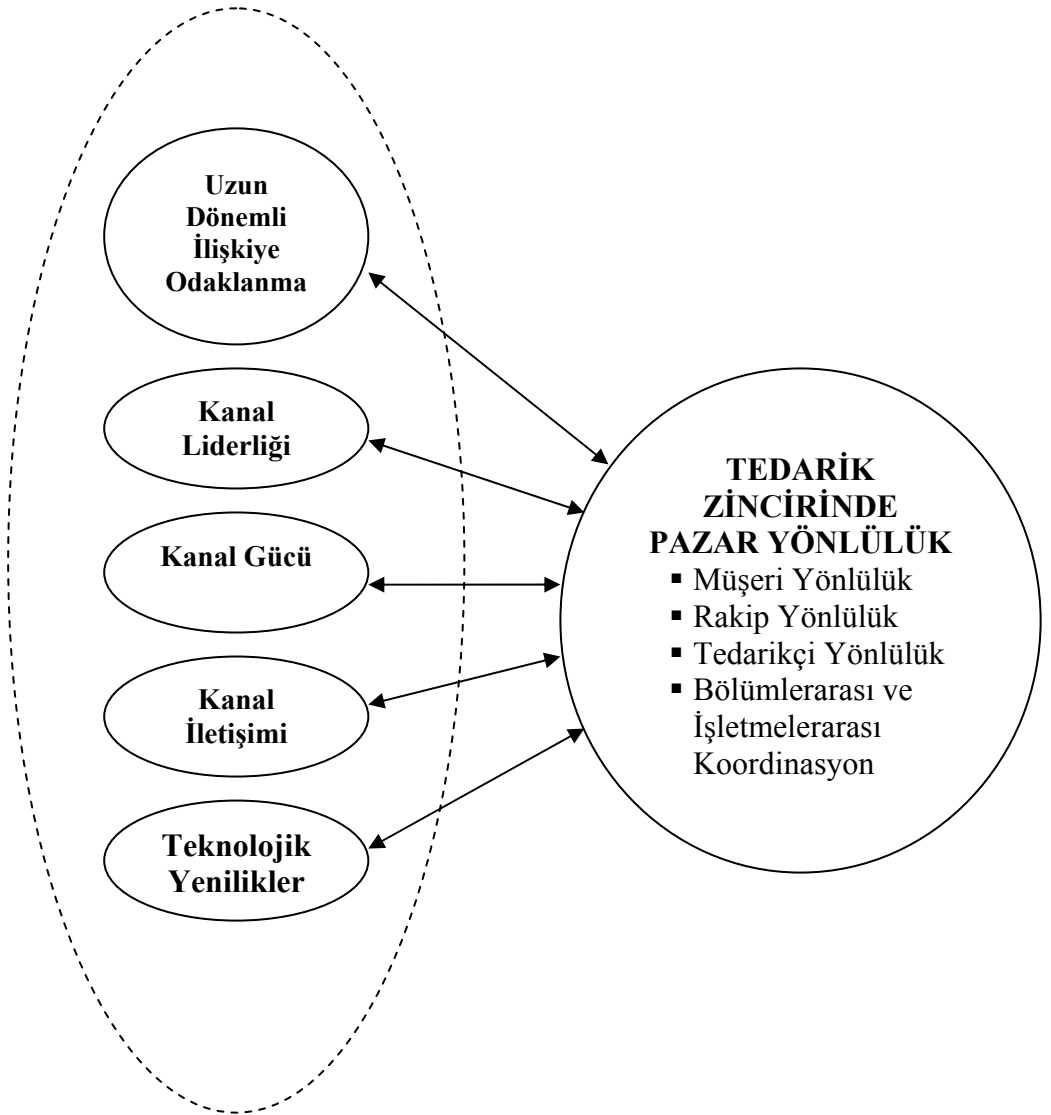 Uzun
Dönemli
İlişkiye
Odaklanma
Kanal
Liderliği
Kanal Gücü
Kanal
İletişimi
Teknolojik
Yenilikler
TEDARİK
ZİNCİRİNDE
PAZAR YÖNLÜLÜK
▪ Müşeri Yönlülük
▪ Rakip Yönlülük
▪ Tedarikçi Yönlülük
▪ Bölümlerarası ve
İşletmelerarası
Koordinasyon